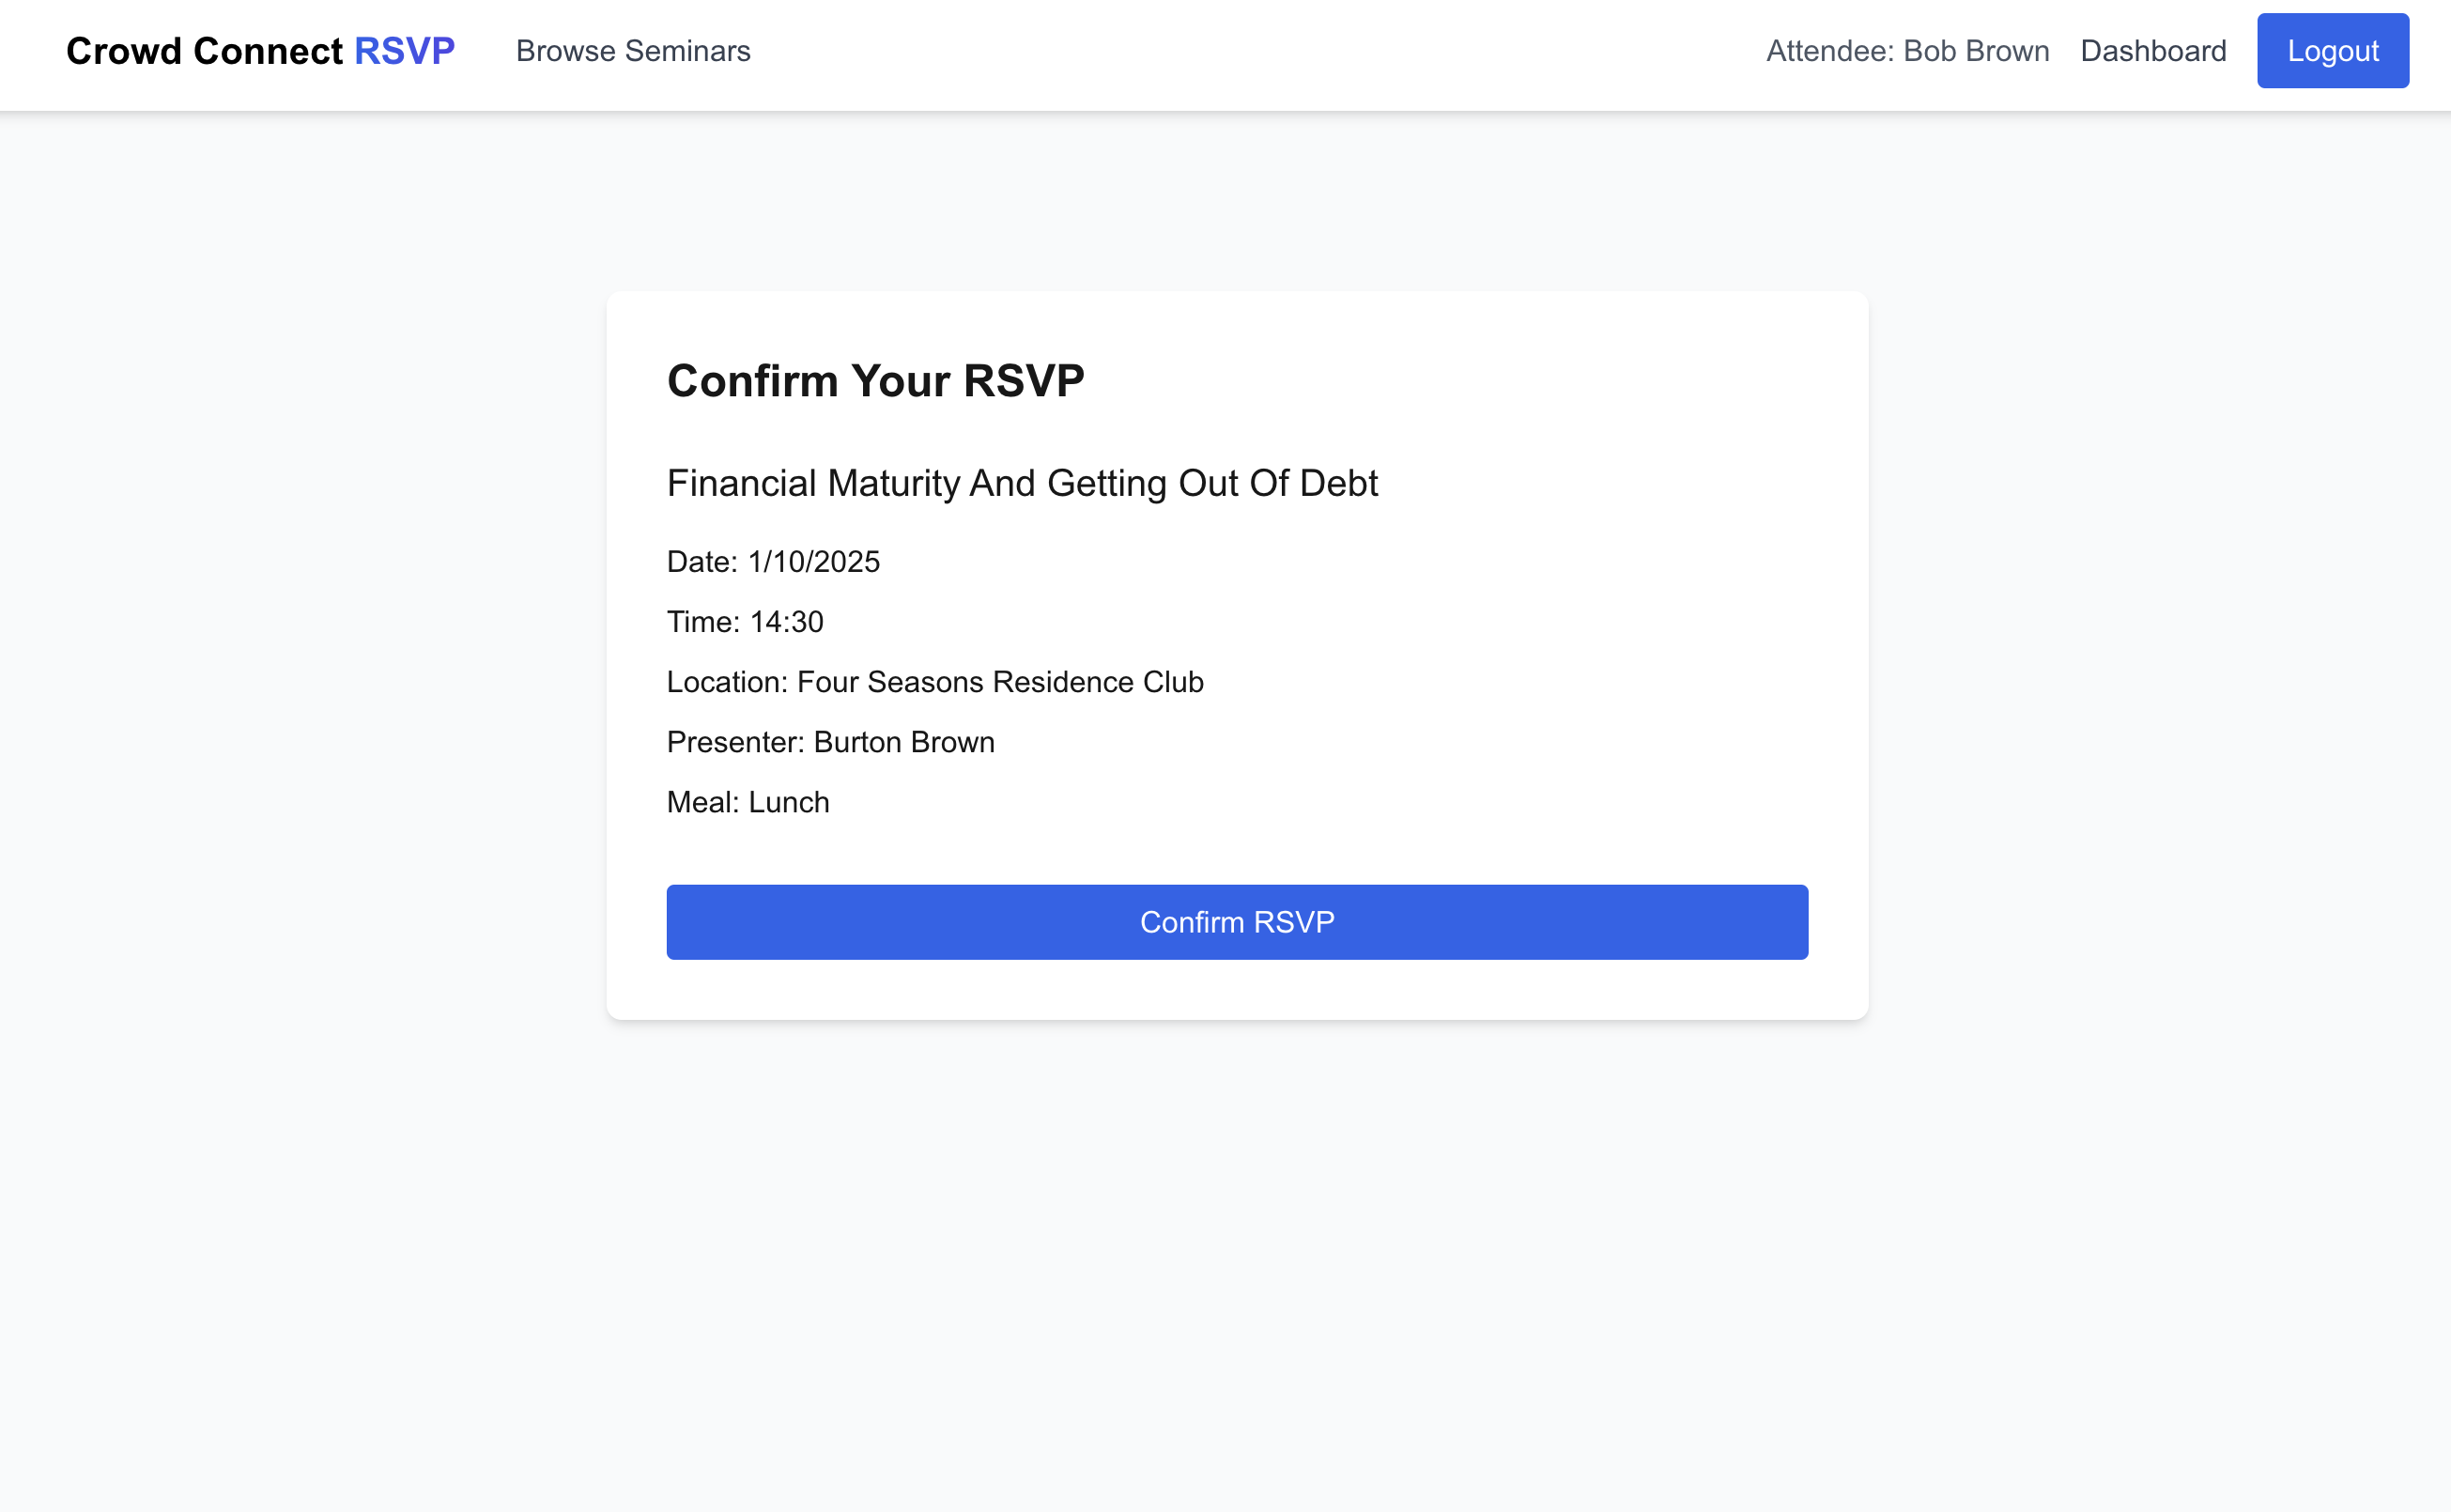 Crowd Connect RSVP Browse Seminars Attendee: Bob Brown Dashboard Logout
Confirm Your RSVP
Financial Maturity And Getting Out Of Debt
Date: 1/10/2025
Time: 14:30
Location: Four Seasons Residence Club
Presenter: Burton Brown
Meal: Lunch
Confirm RSVP